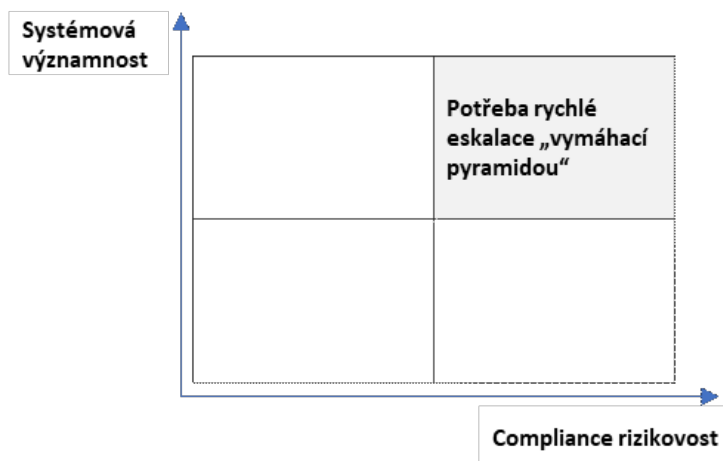 Systémová
významnost
Potřeba rychlé
eskalace „vymáhací
pyramidou“
Compliance rizikovost